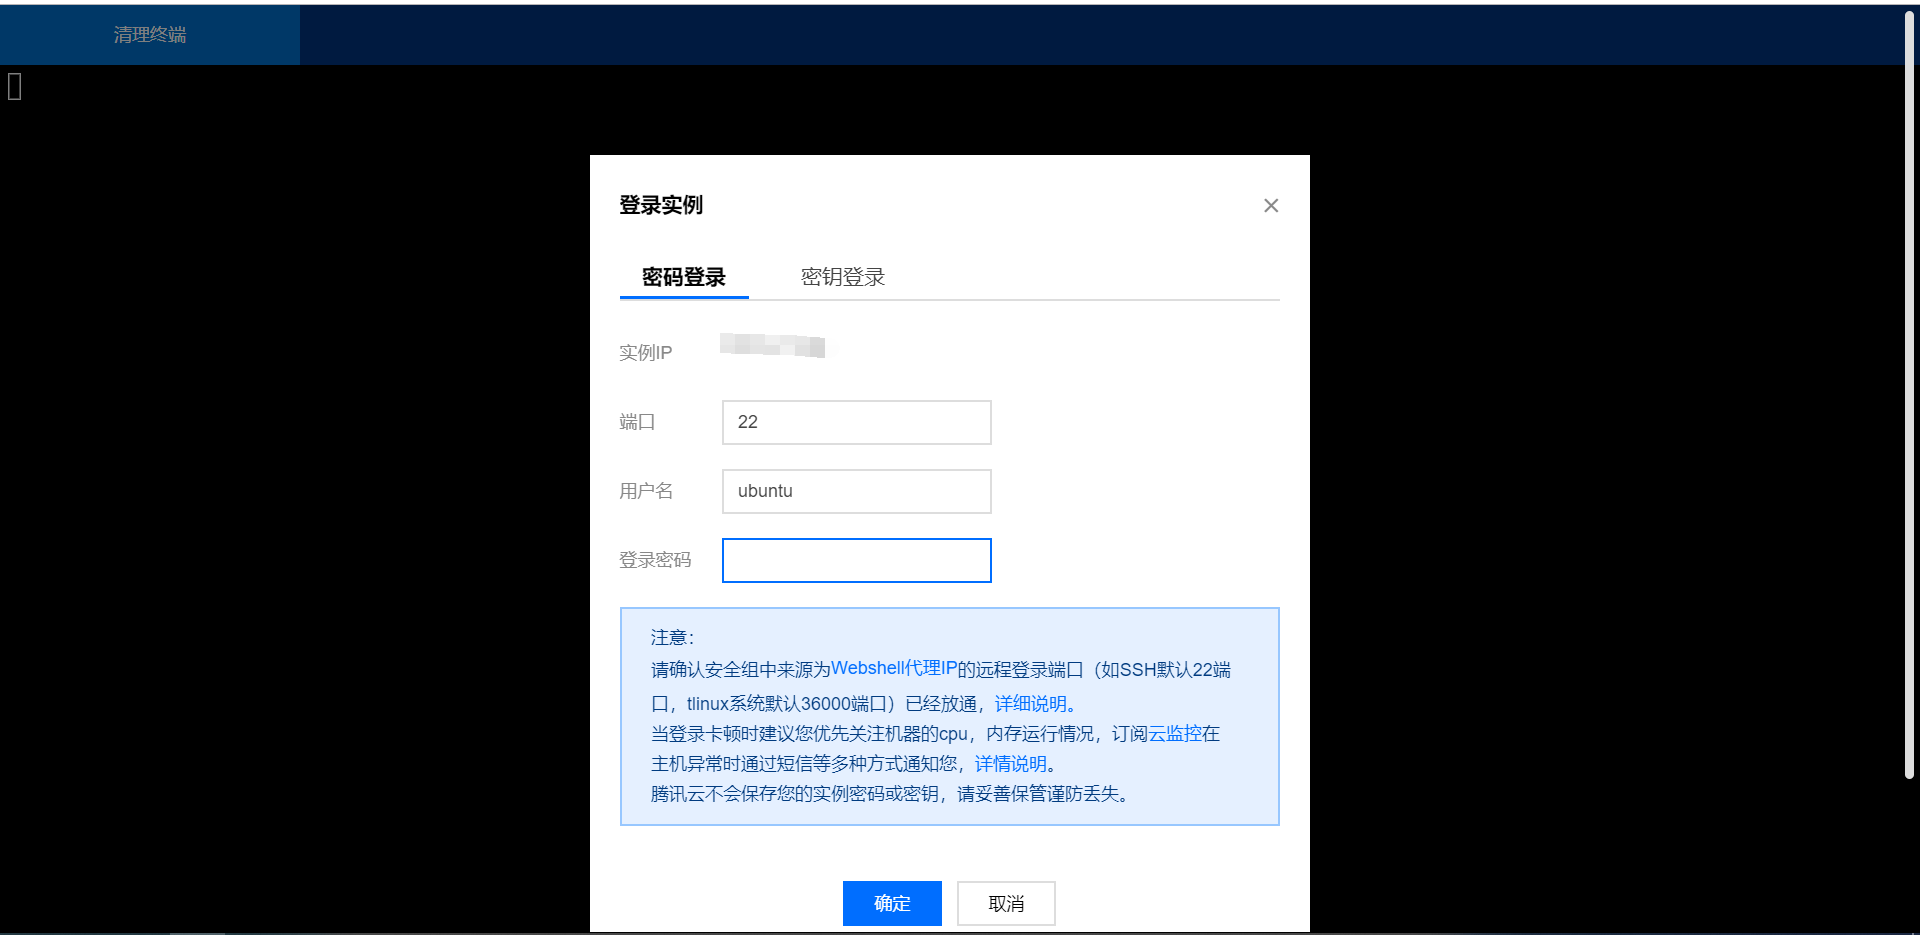 清理终端
登录实例
密码登录 密钥登录
实例IP
端口 22
用户名 ubuntu
登录密码
注意：
请确认安全组中来源为Webshell代理IP的远程登录端口（如SSH默认22端
口，tlinux系统默认36000端口）已经放通，详细说明。
当登录卡顿时建议您优先关注机器的cpu，内存运行情况，订阅云监控在
主机异常时通过短信等多种方式通知您，详情说明。
腾讯云不会保存您的实例密码或密钥，请妥善保管谨防丢失。
确定 取消